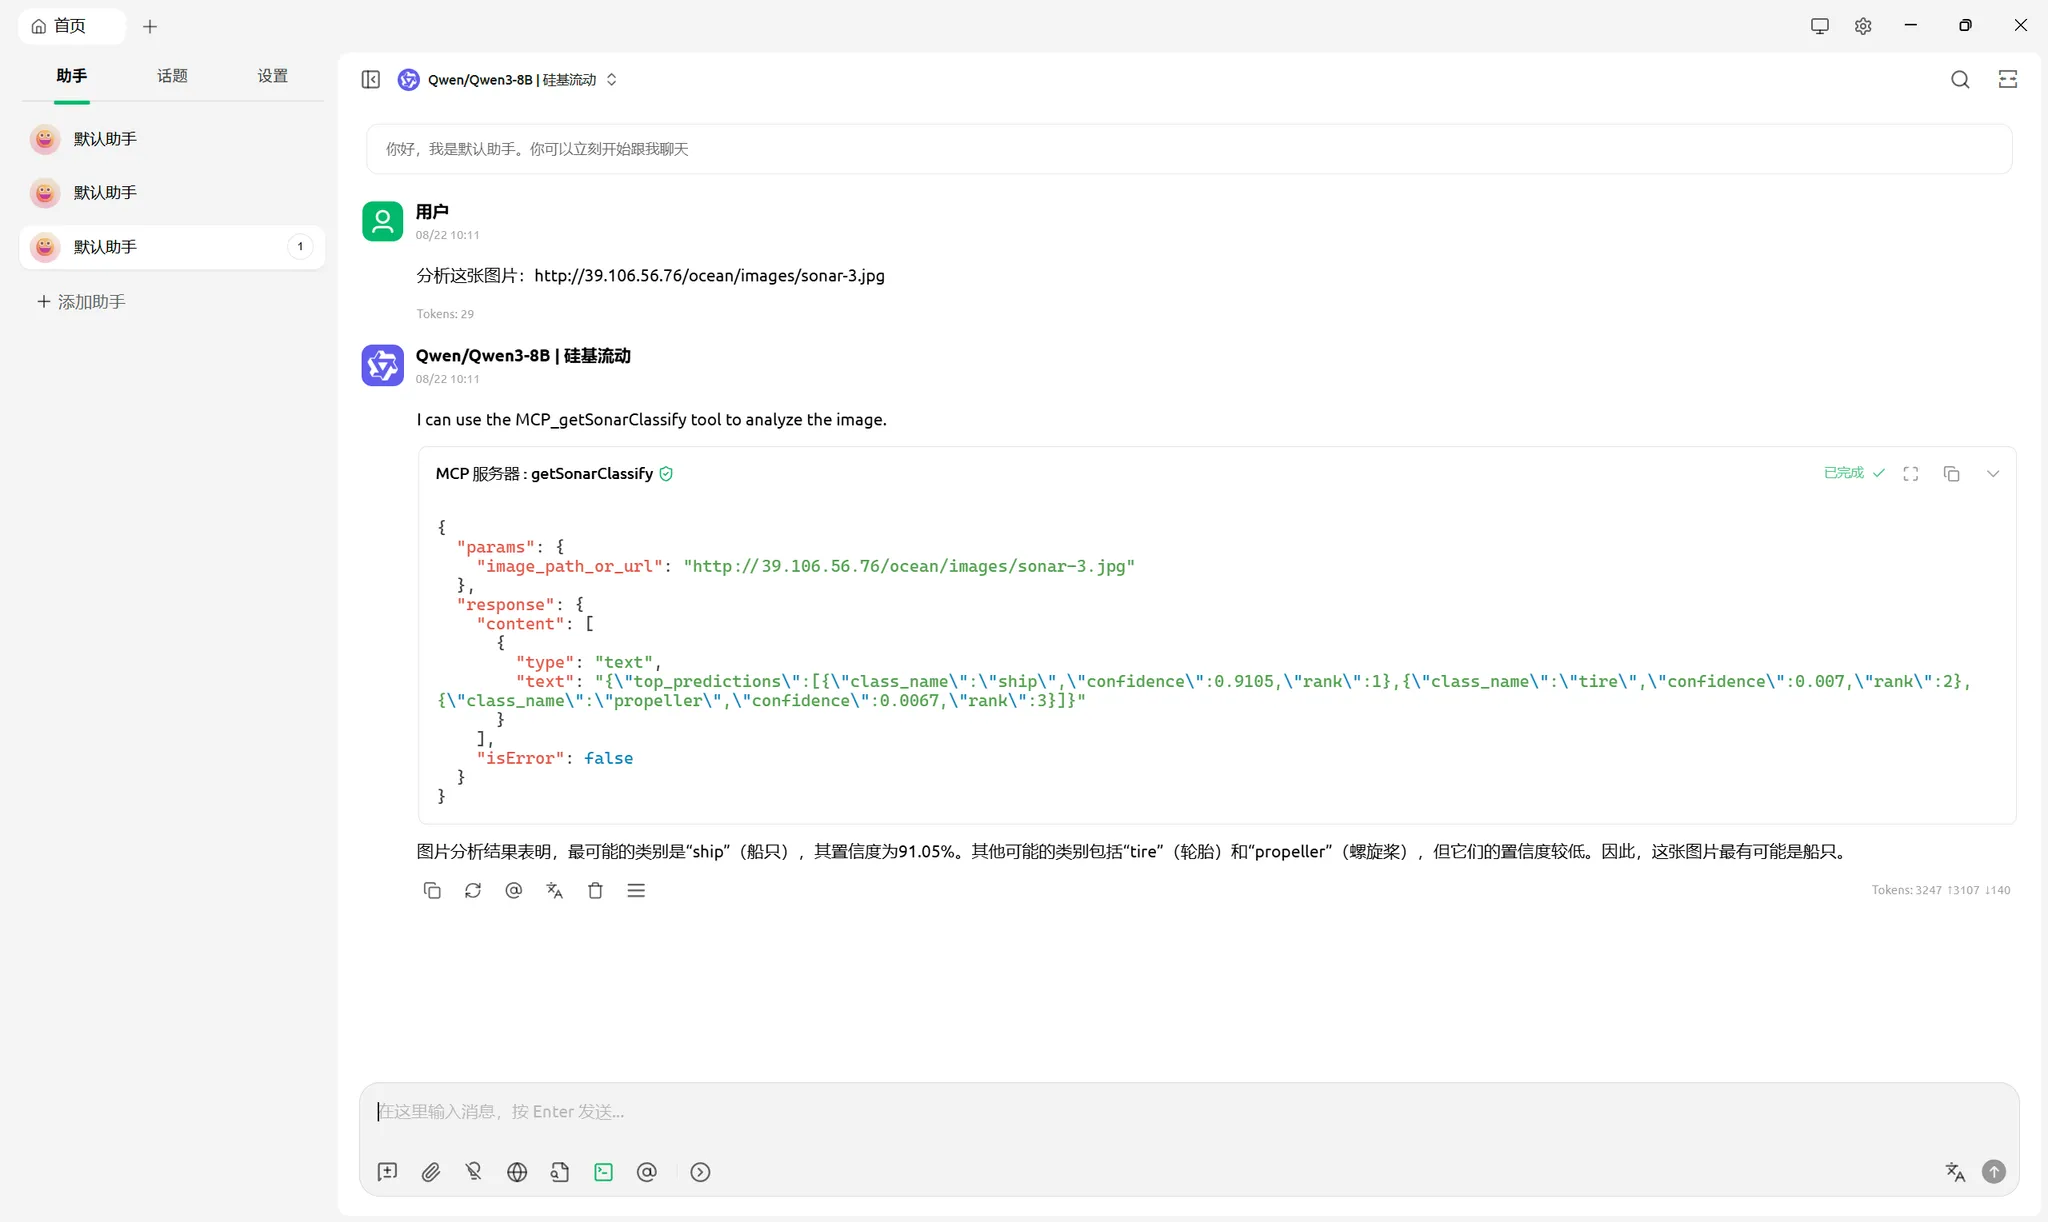 首页
助手 话题 设置
默认助手
默认助手
默认助手 1
添加助手
Qwen/Qwen3-8B | 硅基流动
你好，我是默认助手。你可以立刻开始跟我聊天
用户
08/22 10:11
分析这张图片：http://39.106.56.76/ocean/images/sonar-3.jpg
Tokens: 29
Qwen/Qwen3-8B | 硅基流动
08/22 10:11
I can use the MCP_getSonarClassify tool to analyze the image.
MCP 服务器 : getSonarClassify 已完成
{
  "params": {
    "image_path_or_url": "http://39.106.56.76/ocean/images/sonar-3.jpg"
  },
  "response": {
    "content": [
      {
        "type": "text",
        "text": "{\"top_predictions\":[{\"class_name\":\"ship\",\"confidence\":0.9105,\"rank\":1},{\"class_name\":\"tire\",\"confidence\":0.007,\"rank\":2},
{\"class_name\":\"propeller\",\"confidence\":0.0067,\"rank\":3}]}"
      }
    ],
    "isError": false
  }
}
图片分析结果表明，最可能的类别是“ship”（船只），其置信度为91.05%。其他可能的类别包括“tire”（轮胎）和“propeller”（螺旋桨），但它们的置信度较低。因此，这张图片最有可能是船只。
Tokens: 3247 ↑3107 ↓140
在这里输入消息，按 Enter 发送...